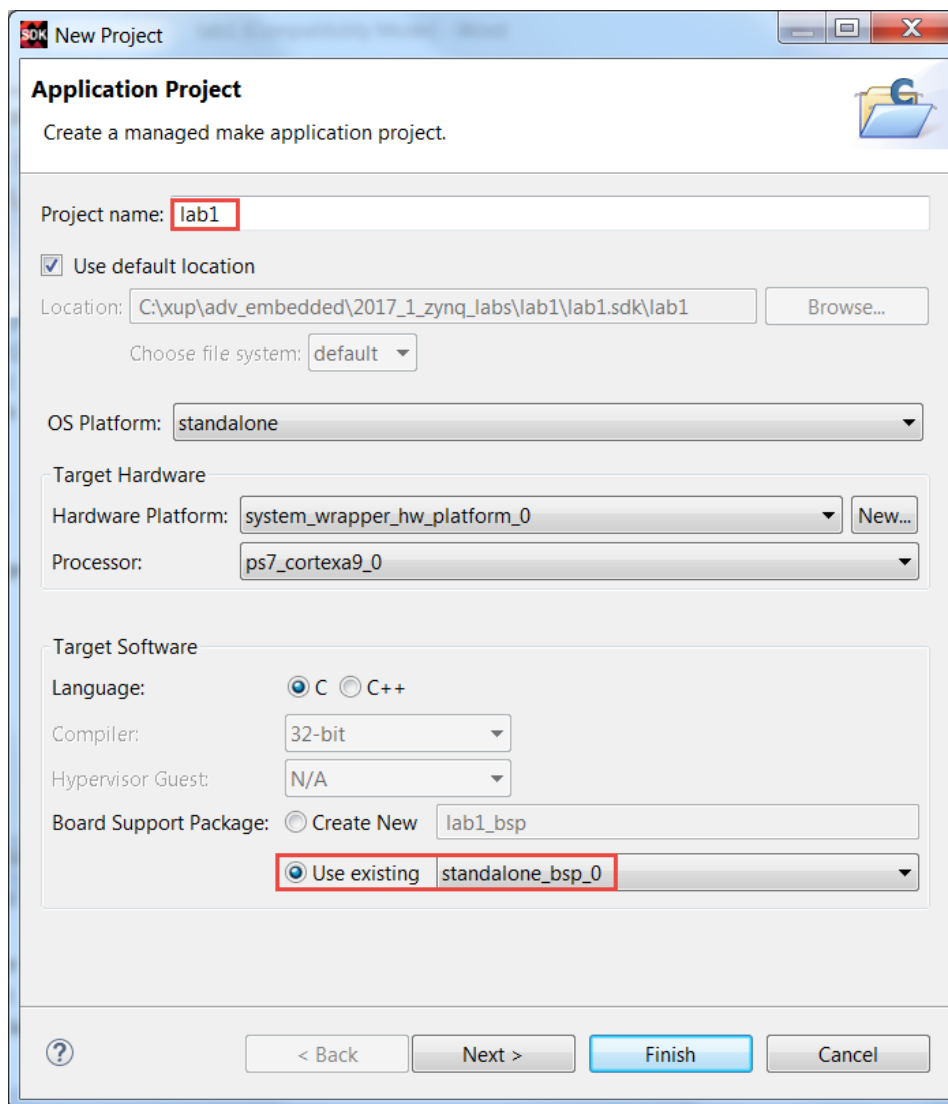 SDK New Project
Application Project
Create a managed make application project.
C
Project name: lab1
Use default location
Location: C:\xup\adv_embedded\2017_1_zynq_labs\lab1\lab1.sdk\lab1 Browse...
Choose file system: default
OS Platform: standalone
Target Hardware
Hardware Platform: system_wrapper_hw_platform_0 New...
Processor: ps7_cortexa9_0
Target Software
Language: C C++
Compiler: 32-bit
Hypervisor Guest: N/A
Board Support Package: Create New lab1_bsp
Use existing standalone_bsp_0
? < Back Next > Finish Cancel